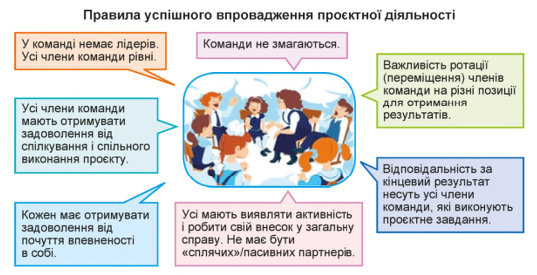 Правила успішного впровадження проєктної діяльності
У команді немає лідерів.
Усі члени команди рівні.
Команди не змагаються.
Важливість ротації
(переміщення) членів
команди на різні позиції
для отримання
результатів.
Усі члени команди
мають отримувати
задоволення від
спілкування і спільного
виконання проєкту.
Відповідальність за
кінцевий результат
несуть усі члени
команди, які виконують
проєктне завдання.
Кожен має отримувати
задоволення від
почуття впевненості
в собі.
Усі мають виявляти активність
і робити свій внесок у загальну
справу. Не має бути
«сплячих»/пасивних партнерів.